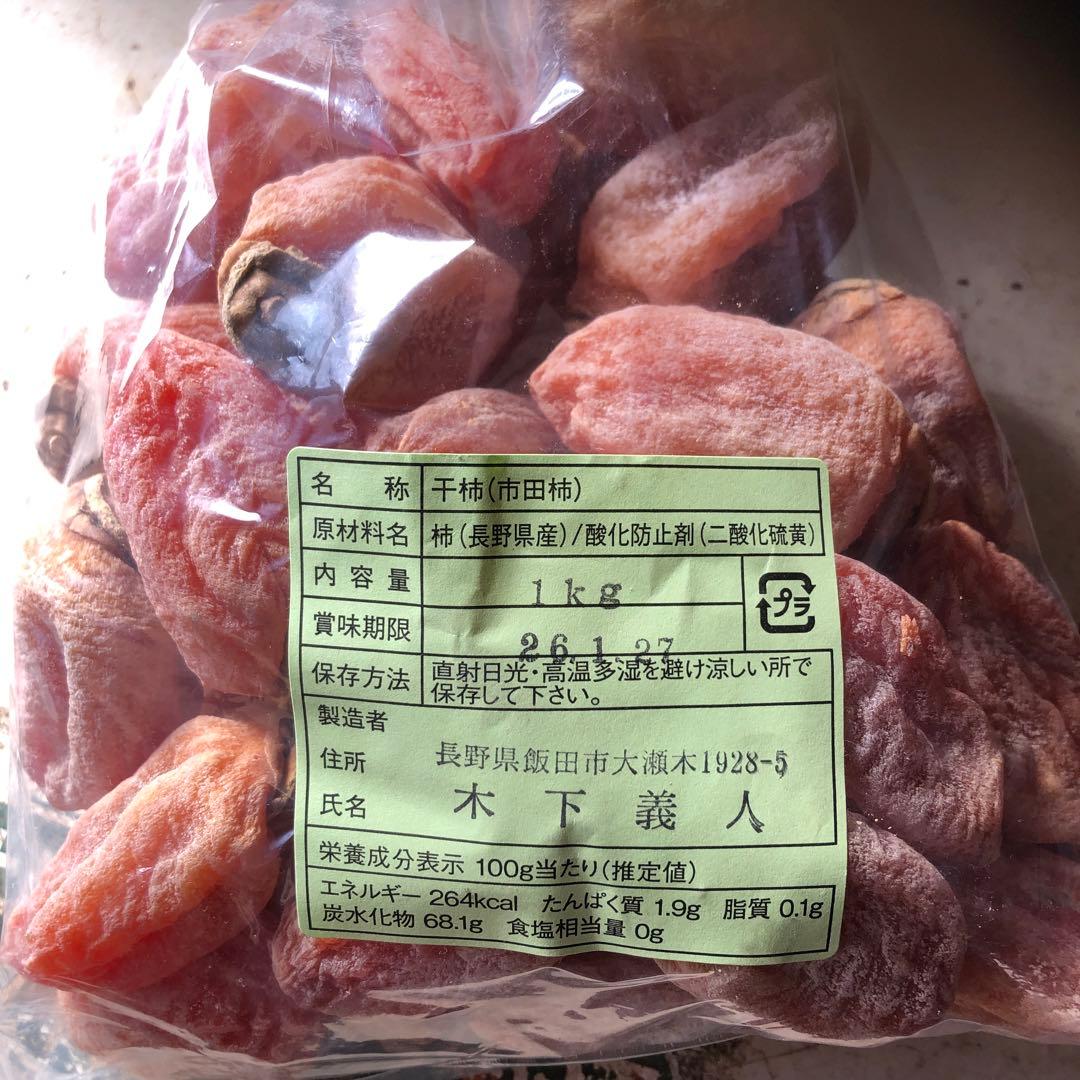 名称 干柿(市田柿)
原材料名 柿(長野県産)/酸化防止剤(二酸化硫黄)
内容量 1kg
プラ
賞味期限 26.1.27
保存方法 直射日光・高温多湿を避け涼しい所で
保存して下さい。
製造者
住所 長野県飯田市大瀬木1928-5
氏名 木下義人
栄養成分表示 100g当たり(推定値)
エネルギー 264kcal たんぱく質 1.9g 脂質 0.1g
炭水化物 68.1g 食塩相当量 0g